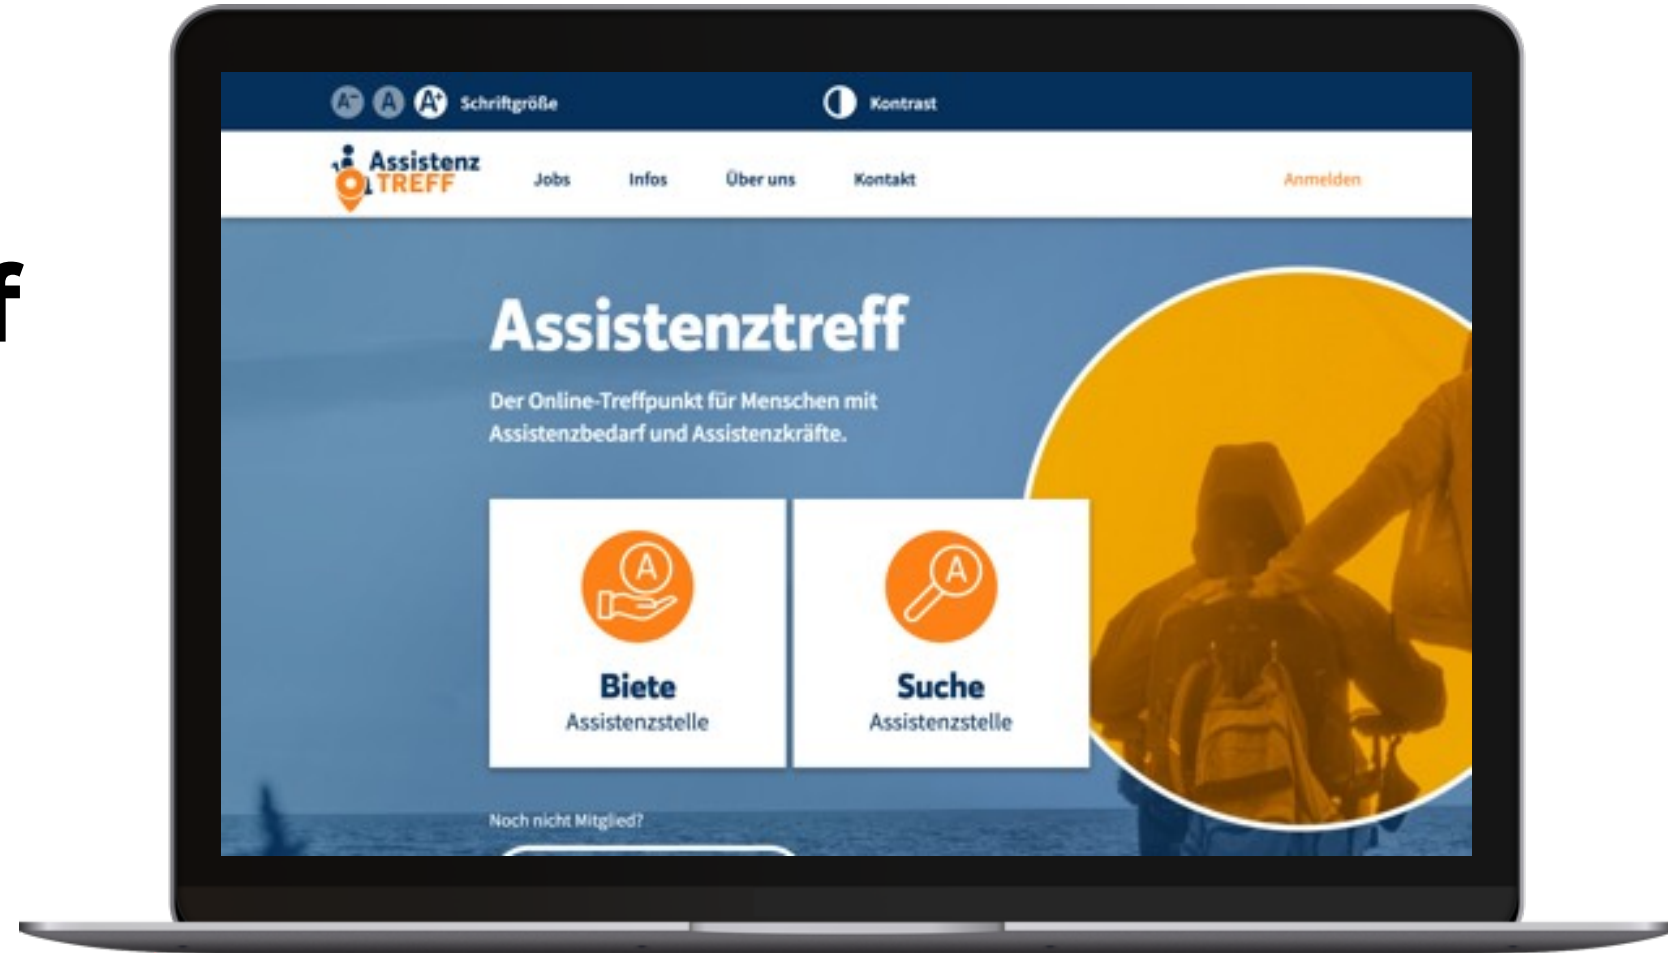 f
A- A A+ Schriftgröße Kontrast
Assistenz
TREFF
Jobs Infos Über uns Kontakt Anmelden
Assistenztreff
Der Online-Treffpunkt für Menschen mit
Assistenzbedarf und Assistenzkräfte.
A
Biete
Assistenzstelle
A
Suche
Assistenzstelle
Noch nicht Mitglied?